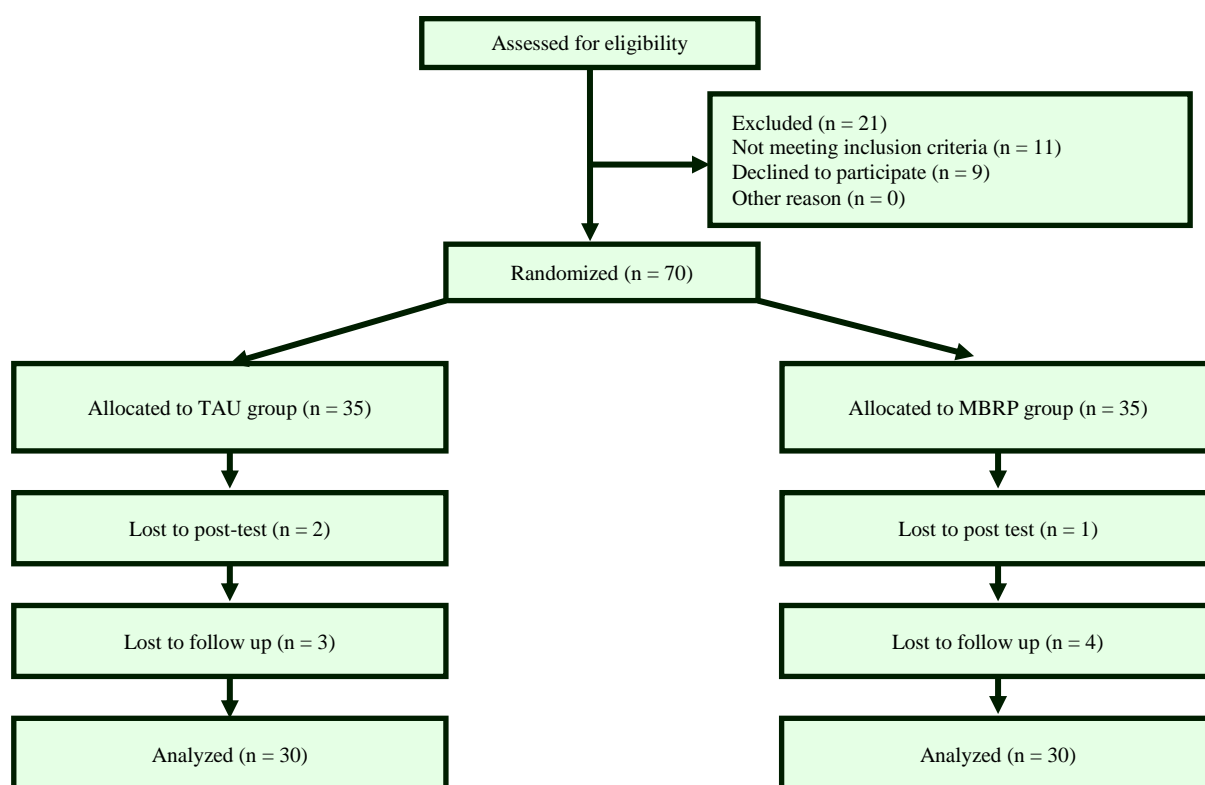 Assessed for eligibility
Excluded (n = 21)
Not meeting inclusion criteria (n = 11)
Declined to participate (n = 9)
Other reason (n = 0)
Randomized (n = 70)
Allocated to TAU group (n = 35)
Allocated to MBRP group (n = 35)
Lost to post-test (n = 2)
Lost to post test (n = 1)
Lost to follow up (n = 3)
Lost to follow up (n = 4)
Analyzed (n = 30)
Analyzed (n = 30)